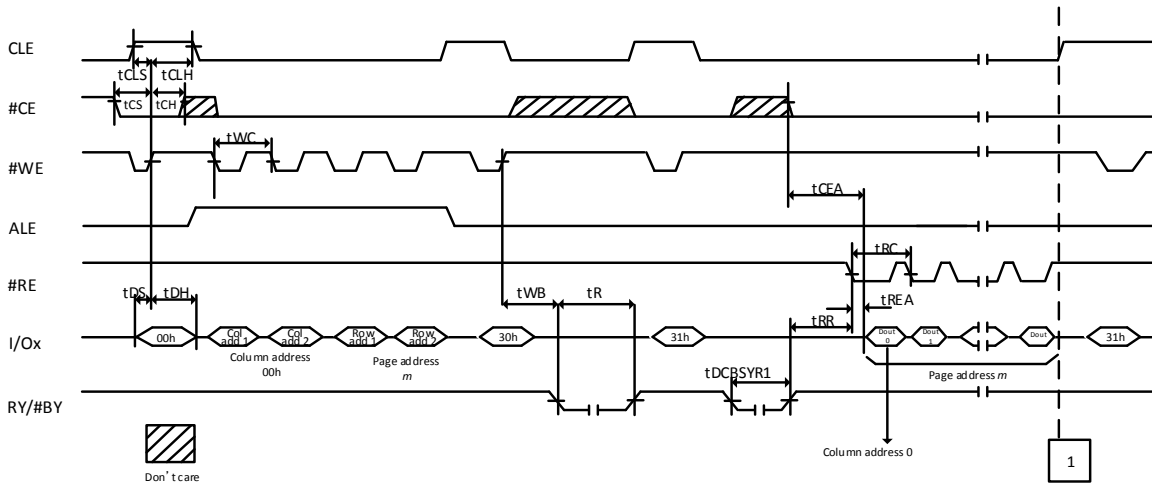 CLE
tCLS tCLH
#CE
tCS tCH
tWC
#WE
tCEA
ALE
tRC
#RE
tDS tDH
tWB tR
tREA
tRR
I/Ox
00h
Col add 1
Col add 2
Row add 1
Row add 2
30h
31h
Dout 0
Dout 1
Dout
31h
Column address 00h
Page address m
Page address m
tDCBSYR1
RY/#BY
Column address 0
1
Don't care